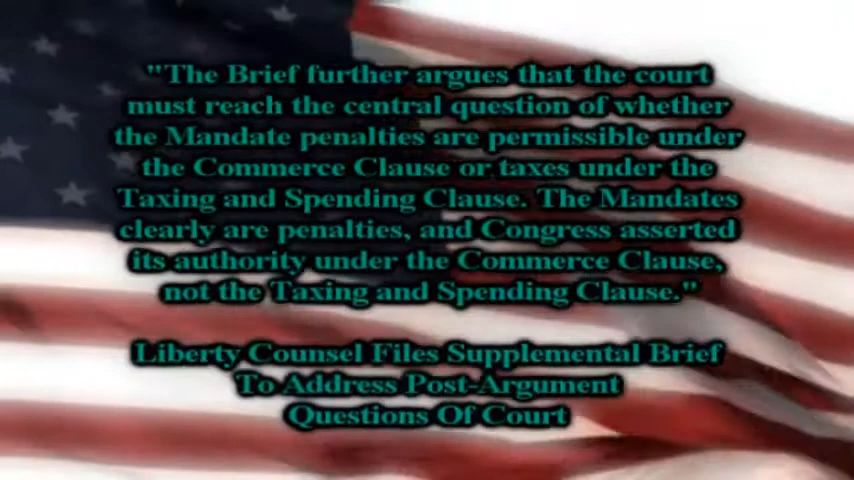 "The Brief further argues that the court
must reach the central question of whether
the Mandate penalties are permissible under
the Commerce Clause or taxes under the
Taxing and Spending Clause. The Mandates
clearly are penalties, and Congress asserted
its authority under the Commerce Clause,
not the Taxing and Spending Clause."
Liberty Counsel Files Supplemental Brief
To Address Post-Argument
Questions Of Court